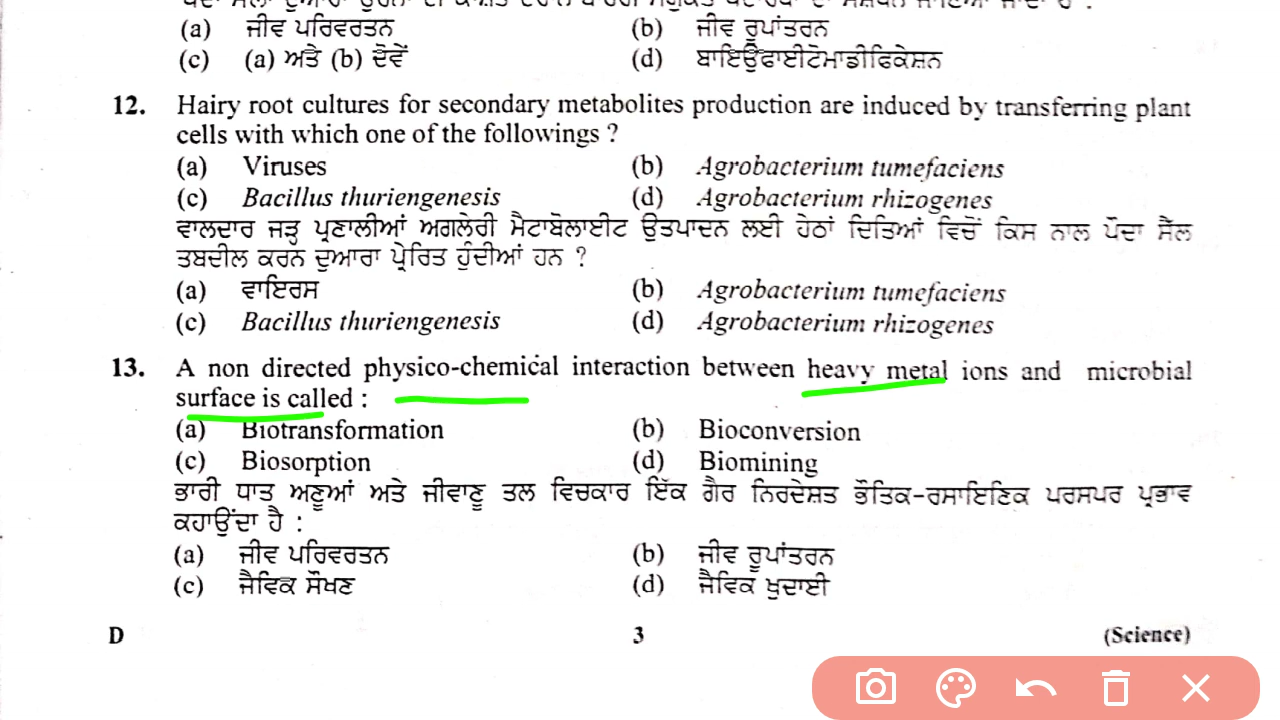 (a) ਜੀਵ ਪਰਿਵਰਤਨ (b) ਜੀਵ ਰੂਪਾਂਤਰਨ
(c) (a) ਅਤੇ (b) ਦੋਵੇਂ (d) ਬਾਇਉਂਫਾਈਟੋਮਾਡੀਫਿਕੇਸ਼ਨ
12. Hairy root cultures for secondary metabolites production are induced by transferring plant
cells with which one of the followings ?
(a) Viruses (b) Agrobacterium tumefaciens
(c) Bacillus thuriengenesis (d) Agrobacterium rhizogenes
ਵਾਲਦਾਰ ਜੜ੍ਹ ਪ੍ਰਣਾਲੀਆਂ ਅਗਲੇਰੀ ਮੈਟਾਬੋਲਾਈਟ ਉਤਪਾਦਨ ਲਈ ਹੇਠਾਂ ਦਿਤਿਆਂ ਵਿਚੋਂ ਕਿਸ ਨਾਲ ਪੌਦਾ ਸੈੱਲ
ਤਬਦੀਲ ਕਰਨ ਦੁਆਰਾ ਪ੍ਰੇਰਿਤ ਹੁੰਦੀਆਂ ਹਨ ?
(a) ਵਾਇਰਸ (b) Agrobacterium tumefaciens
(c) Bacillus thuriengenesis (d) Agrobacterium rhizogenes
13. A non directed physico-chemical interaction between heavy metal ions and microbial
surface is called :
(a) Biotransformation (b) Bioconversion
(c) Biosorption (d) Biomining
ਭਾਰੀ ਧਾਤ ਅਣੂਆਂ ਅਤੇ ਜੀਵਾਣੂ ਤਲ ਵਿਚਕਾਰ ਇੱਕ ਗੈਰ ਨਿਰਦੇਸ਼ਤ ਭੌਤਿਕ-ਰਸਾਇਣਿਕ ਪਰਸਪਰ ਪ੍ਰਭਾਵ
ਕਹਾਉਂਦਾ ਹੈ :
(a) ਜੀਵ ਪਰਿਵਰਤਨ (b) ਜੀਵ ਰੂਪਾਂਤਰਨ
(c) ਜੈਵਿਕ ਸੌਖਣ (d) ਜੈਵਿਕ ਖੁਦਾਈ
D 3 (Science)